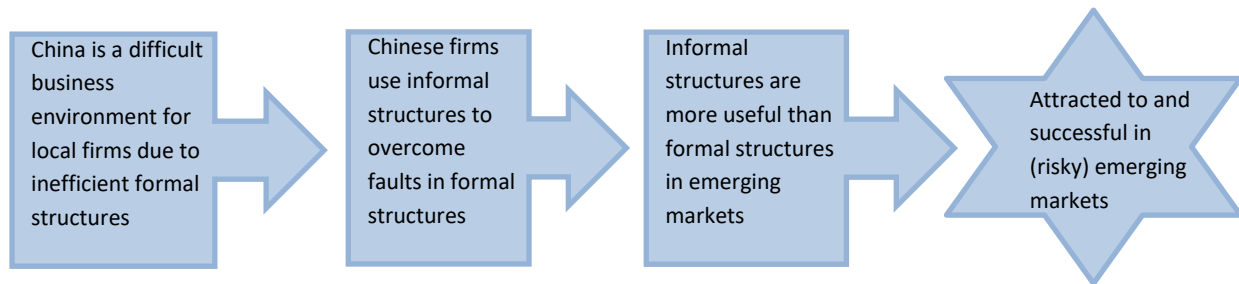 China is a difficult
business
environment for
local firms due to
inefficient formal
structures
Chinese firms
use informal
structures to
overcome
faults in formal
structures
Informal
structures are
more useful than
formal structures
in emerging
markets
Attracted to and
successful in
(risky) emerging
markets